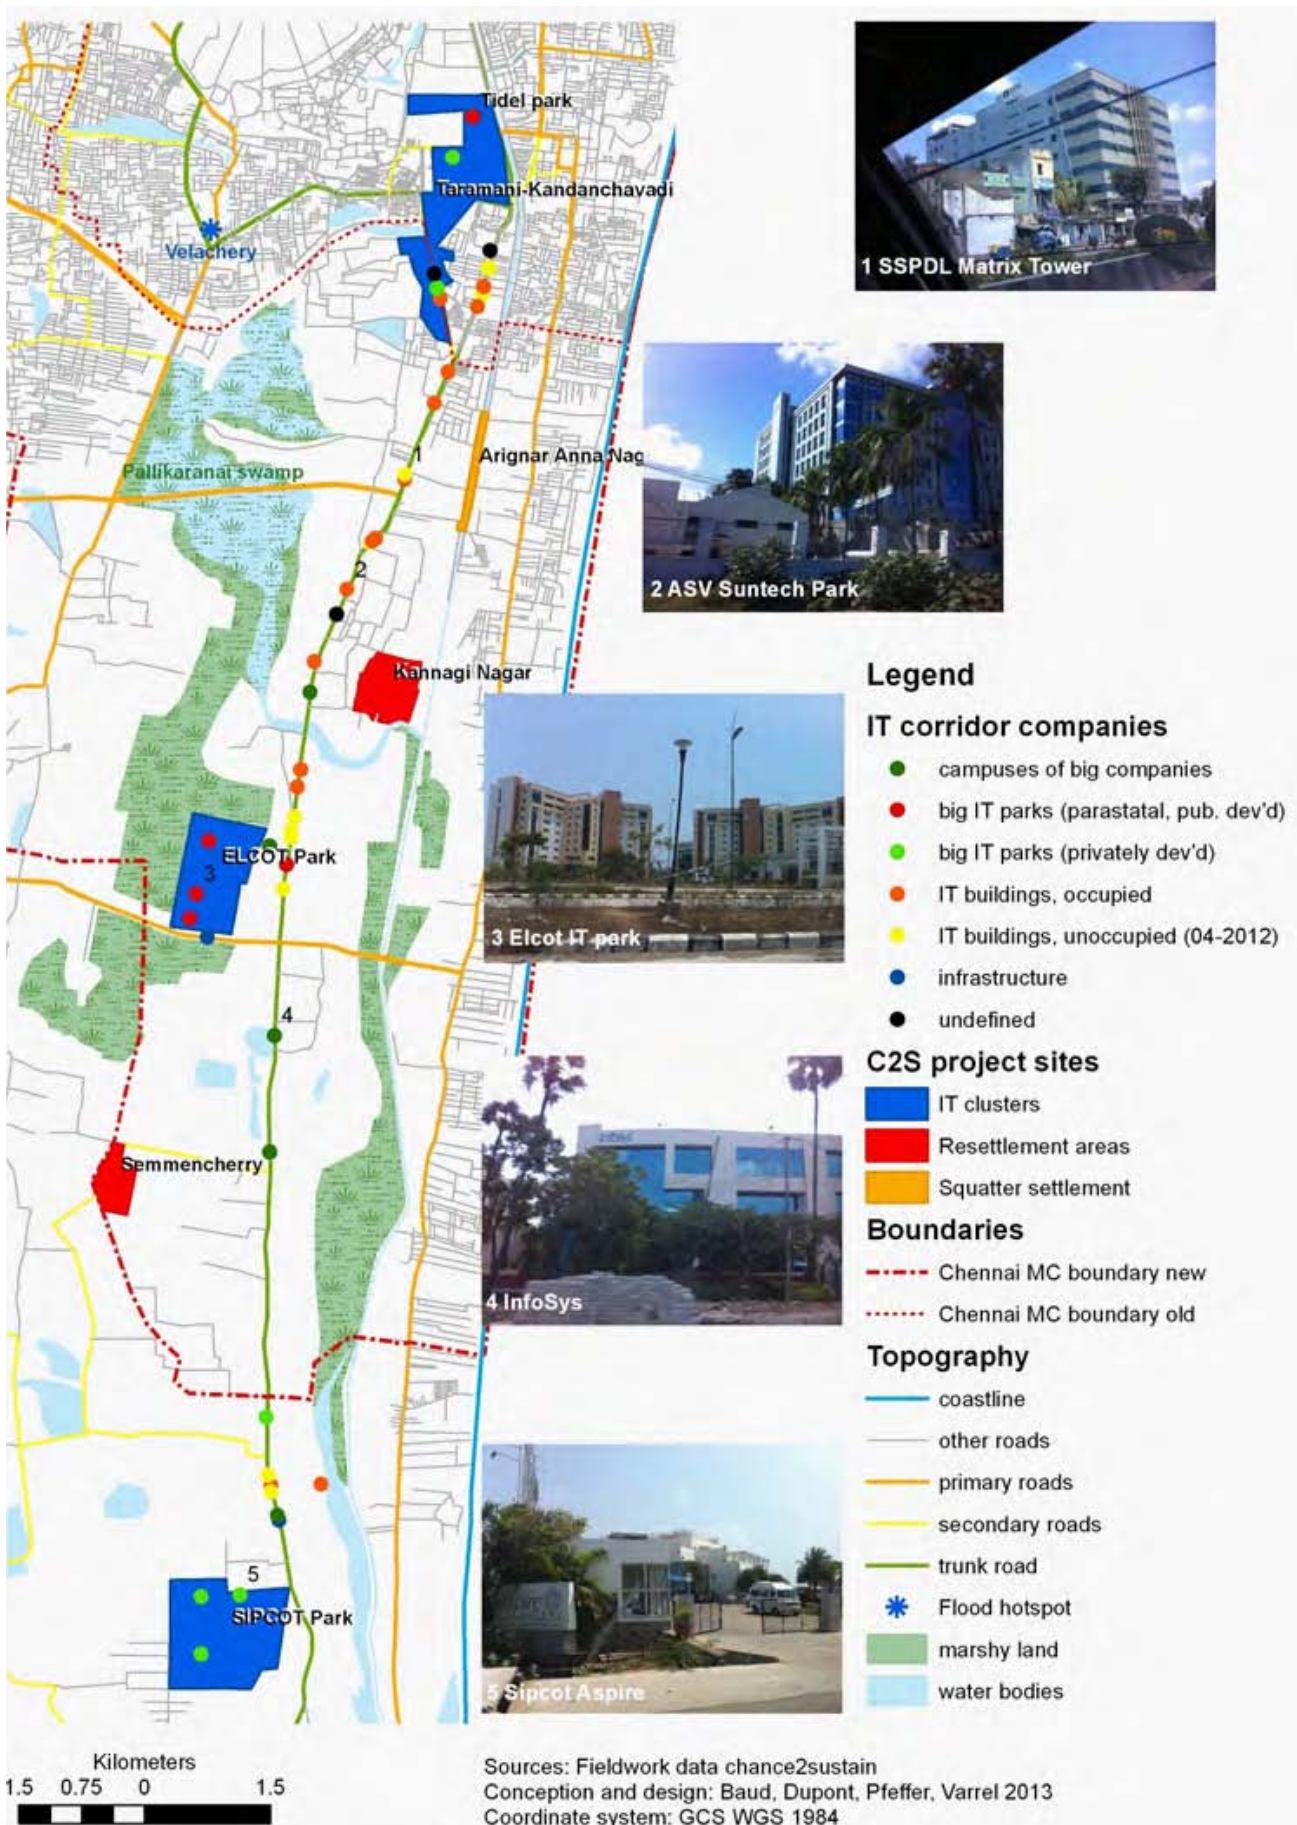 Tidel park
Taramani-Kandanchavadi
Velachery
1 SSPDL Matrix Tower
1
Arignar Anna Nag
Pallikaranai swamp
2
2 ASV Suntech Park
Kannagi Nagar
ELCOT Park
3
3 Elcot IT park
4
Semmencherry
4 InfoSys
5
SIPCOT Park
5 Sipcot Aspire
Legend
IT corridor companies
campuses of big companies
big IT parks (parastatal, pub. dev'd)
big IT parks (privately dev'd)
IT buildings, occupied
IT buildings, unoccupied (04-2012)
infrastructure
undefined
C2S project sites
IT clusters
Resettlement areas
Squatter settlement
Boundaries
Chennai MC boundary new
Chennai MC boundary old
Topography
coastline
other roads
primary roads
secondary roads
trunk road
Flood hotspot
marshy land
water bodies
Kilometers
1.5 0.75 0 1.5
Sources: Fieldwork data chance2sustain
Conception and design: Baud, Dupont, Pfeffer, Varrel 2013
Coordinate system: GCS WGS 1984